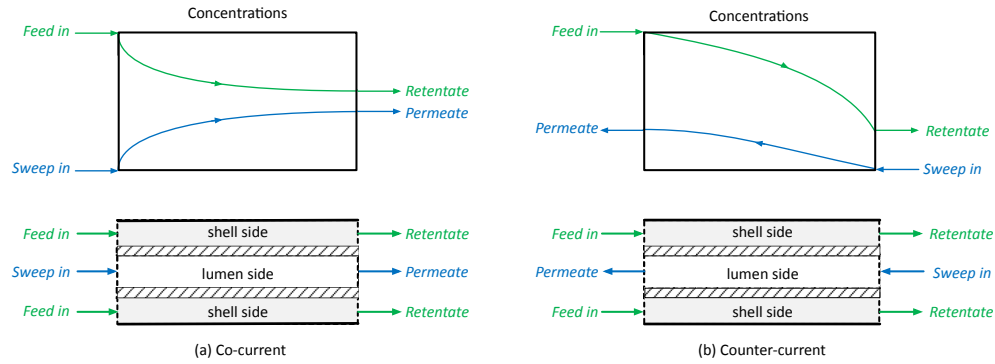 Concentrations
Feed in
Retentate
Permeate
Sweep in
Feed in
shell side
Retentate
Sweep in
lumen side
Permeate
Feed in
shell side
Retentate
(a) Co-current
Concentrations
Feed in
Permeate
Retentate
Sweep in
Feed in
shell side
Retentate
Permeate
lumen side
Sweep in
Feed in
shell side
Retentate
(b) Counter-current